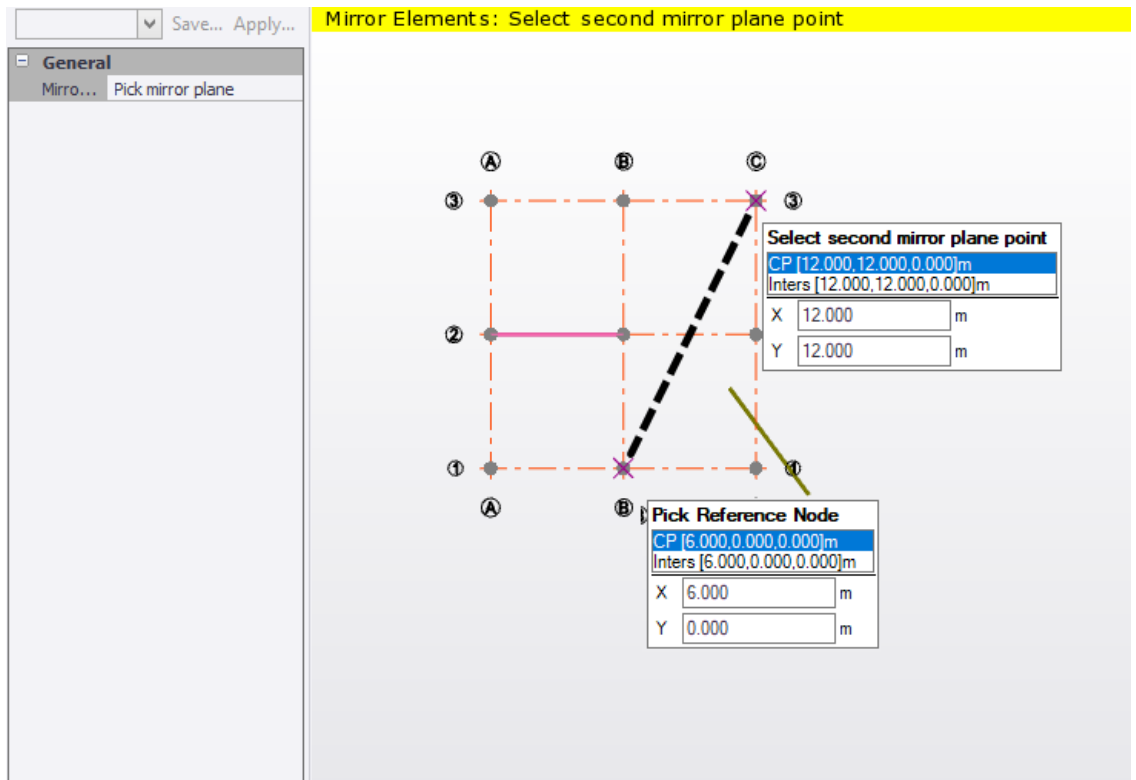 Save... Apply...
Mirror Elements: Select second mirror plane point
General
Mirro... Pick mirror plane
A B C
3 3
Select second mirror plane point
CP [12.000,12.000,0.000]m
Inters [12.000,12.000,0.000]m
X 12.000 m
2
Y 12.000 m
1 1
A B
Pick Reference Node
CP [6.000,0.000,0.000]m
Inters [6.000,0.000,0.000]m
X 6.000 m
Y 0.000 m